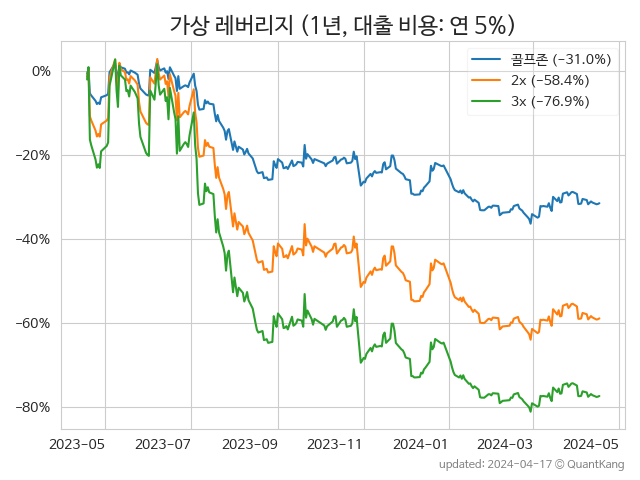 가상 레버리지 (1년, 대출 비용: 연 5%)
골프존 (−31.0%)
2x (−58.4%)
3x (−76.9%)
0%
−20%
−40%
−60%
−80%
2023-05 2023-07 2023-09 2023-11 2024-01 2024-03 2024-05
updated: 2024-04-17 © QuantKang